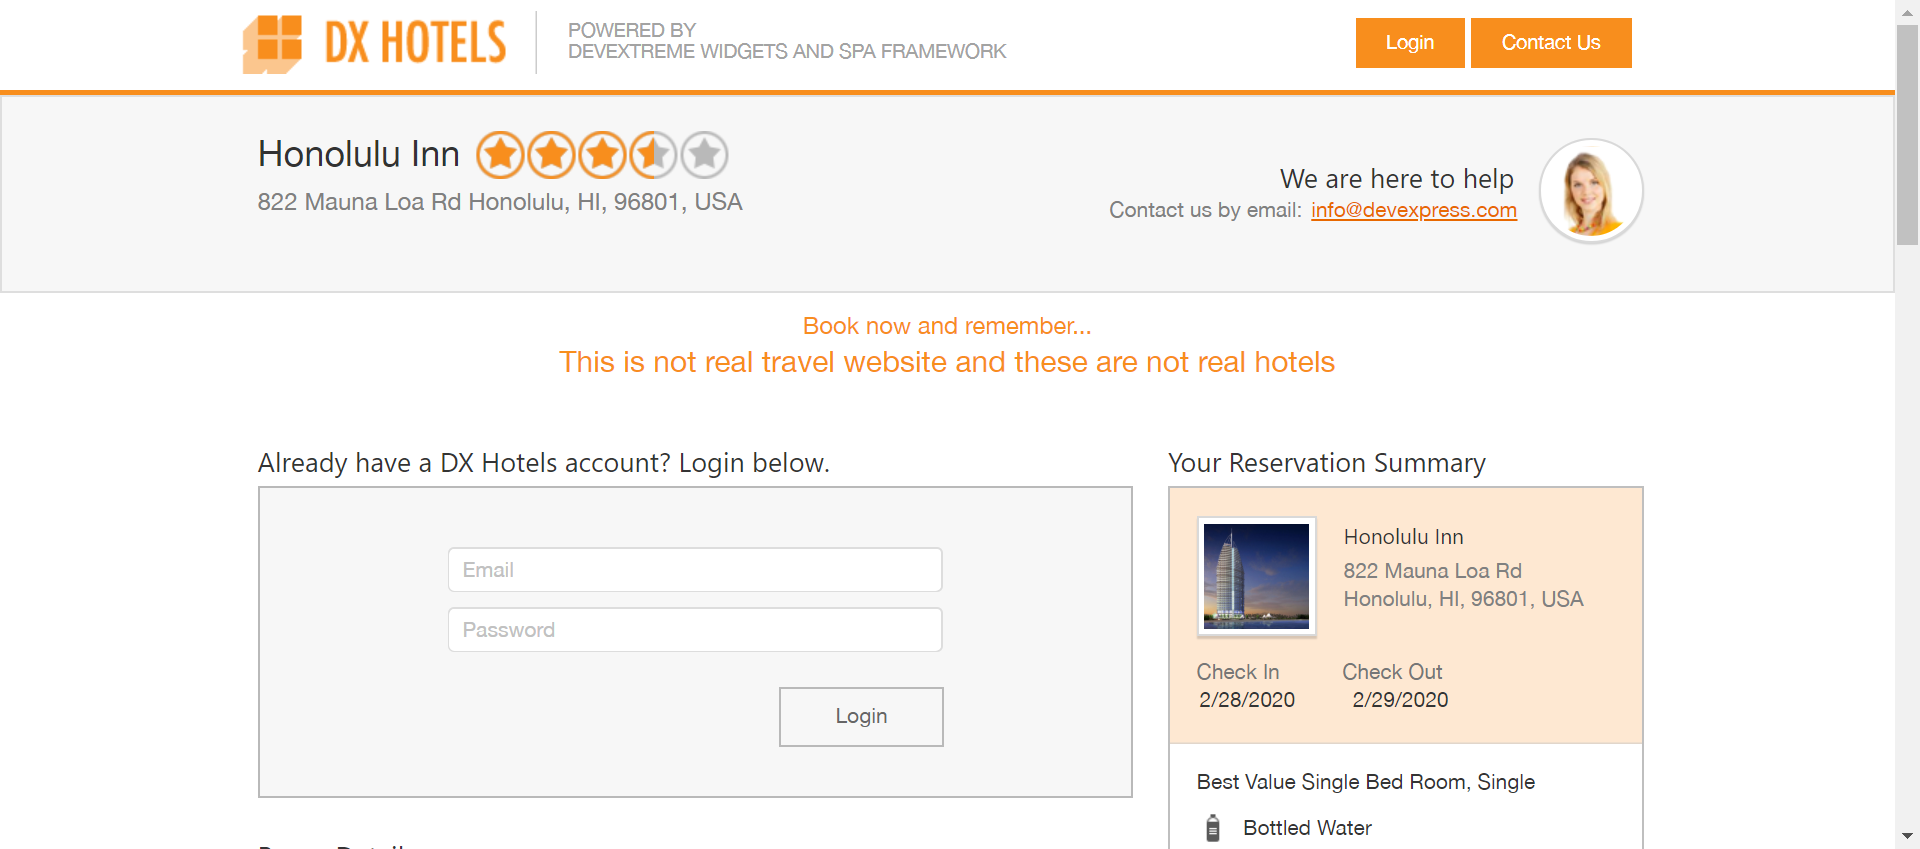 DX HOTELS
POWERED BY
DEVEXTREME WIDGETS AND SPA FRAMEWORK
Login
Contact Us
Honolulu Inn
822 Mauna Loa Rd Honolulu, HI, 96801, USA
We are here to help
Contact us by email: info@devexpress.com
Book now and remember...
This is not real travel website and these are not real hotels
Already have a DX Hotels account? Login below.
Email
Password
Login
Your Reservation Summary
Honolulu Inn
822 Mauna Loa Rd
Honolulu, HI, 96801, USA
Check In
Check Out
2/28/2020
2/29/2020
Best Value Single Bed Room, Single
Bottled Water